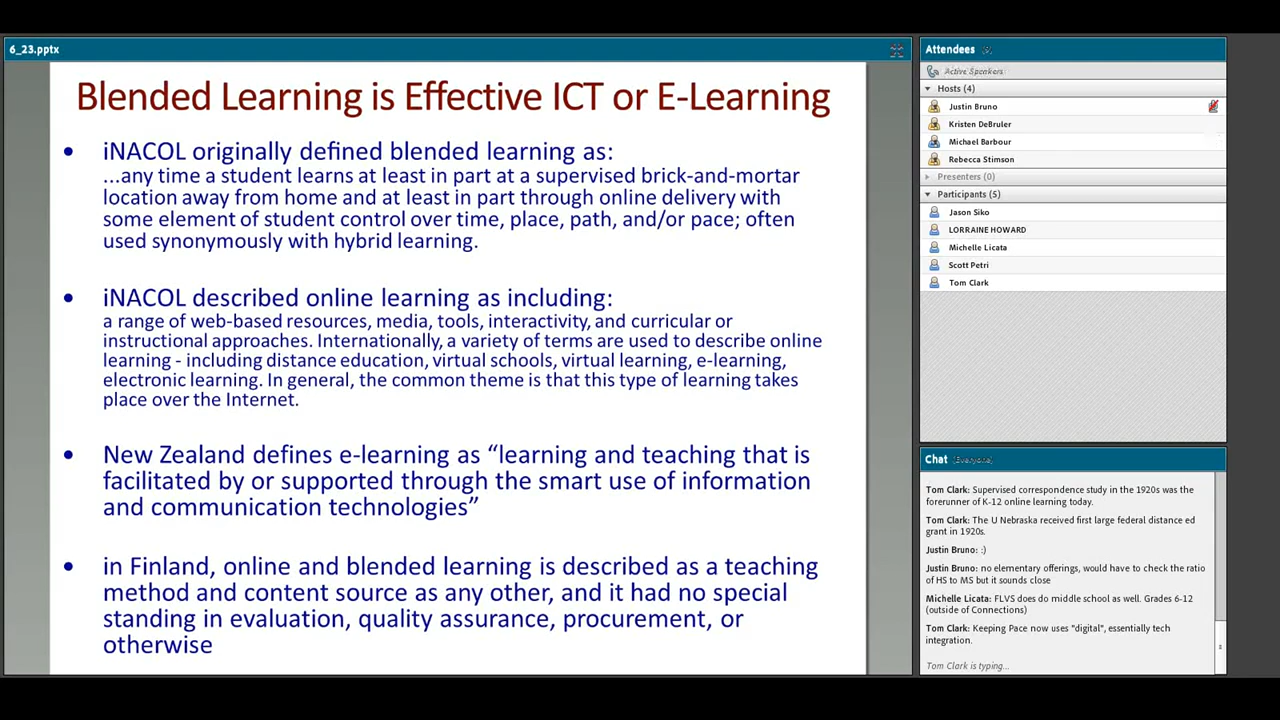 6_23.pptx
Blended Learning is Effective ICT or E-Learning
• iNACOL originally defined blended learning as:
...any time a student learns at least in part at a supervised brick-and-mortar
location away from home and at least in part through online delivery with
some element of student control over time, place, path, and/or pace; often
used synonymously with hybrid learning.
• iNACOL described online learning as including:
a range of web-based resources, media, tools, interactivity, and curricular or
instructional approaches. Internationally, a variety of terms are used to describe online
learning - including distance education, virtual schools, virtual learning, e-learning,
electronic learning. In general, the common theme is that this type of learning takes
place over the Internet.
• New Zealand defines e-learning as “learning and teaching that is
facilitated by or supported through the smart use of information
and communication technologies”
• in Finland, online and blended learning is described as a teaching
method and content source as any other, and it had no special
standing in evaluation, quality assurance, procurement, or
otherwise
Attendees
Active Speakers
Hosts (4)
Justin Bruno
Kristen DeBruler
Michael Barbour
Rebecca Stimson
Presenters (0)
Participants (5)
Jason Siko
LORRAINE HOWARD
Michelle Licata
Scott Petri
Tom Clark
Chat (Everyone)
Tom Clark: Supervised correspondence study in the 1920s was the
forerunner of K-12 online learning today.
Tom Clark: The U Nebraska received first large federal distance ed
grant in 1920s.
Justin Bruno: :)
Justin Bruno: no elementary offerings, would have to check the ratio
of HS to MS but it sounds close
Michelle Licata: FLVS does do middle school as well. Grades 6-12
(outside of Connections)
Tom Clark: Keeping Pace now uses "digital", essentially tech
integration.
Tom Clark is typing...